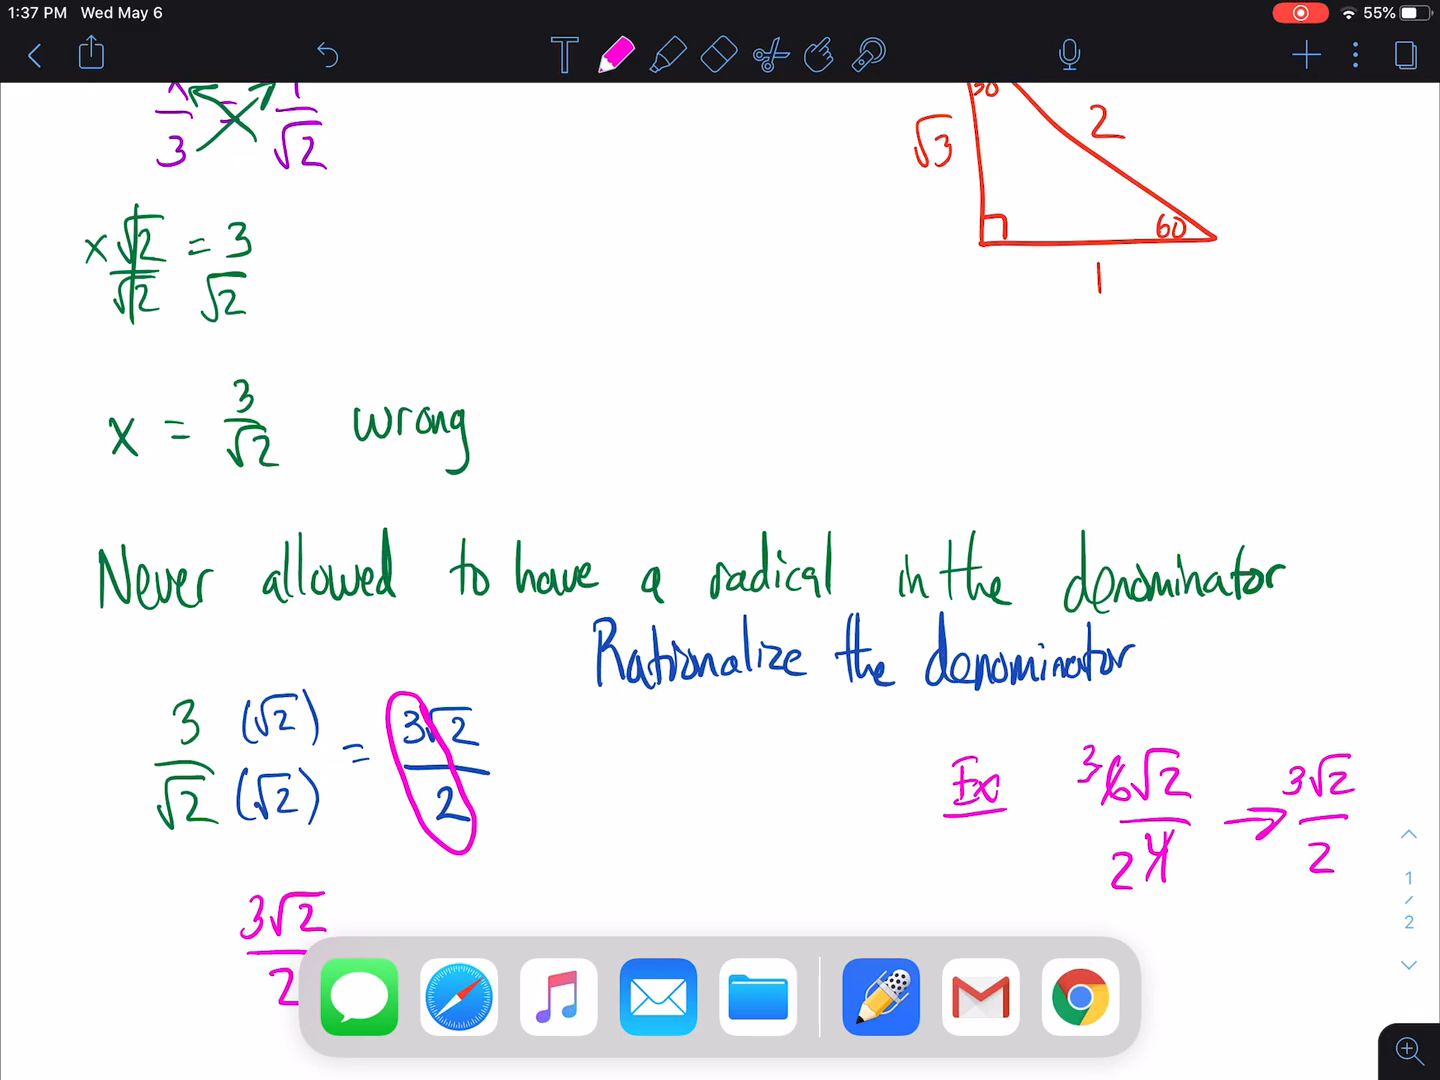 1:37 PM Wed May 6
55%
3 = √2
30
√3
2
60
1
x√2 = 3
√2 √2
x = 3/√2 wrong
Never allowed to have a radical in the denominator
Rationalize the denominator
3 (√2) = 3√2
√2 (√2) 2
Ex 3 6√2 → 3√2
2 4 2
3√2
2
1
/
2